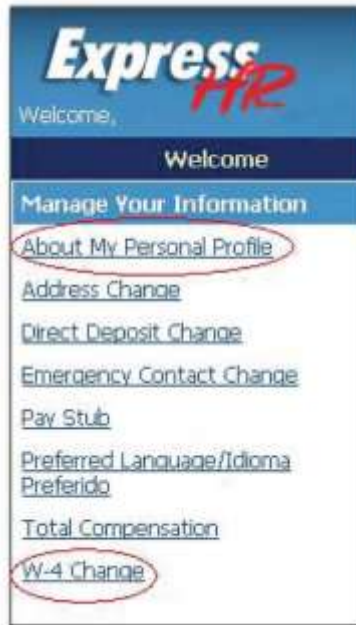 Express
HR
Welcome,
Welcome
Manage Your Information
About My Personal Profile
Address Change
Direct Deposit Change
Emergency Contact Change
Pay Stub
Preferred Language/Idioma
Preferido
Total Compensation
W-4 Change